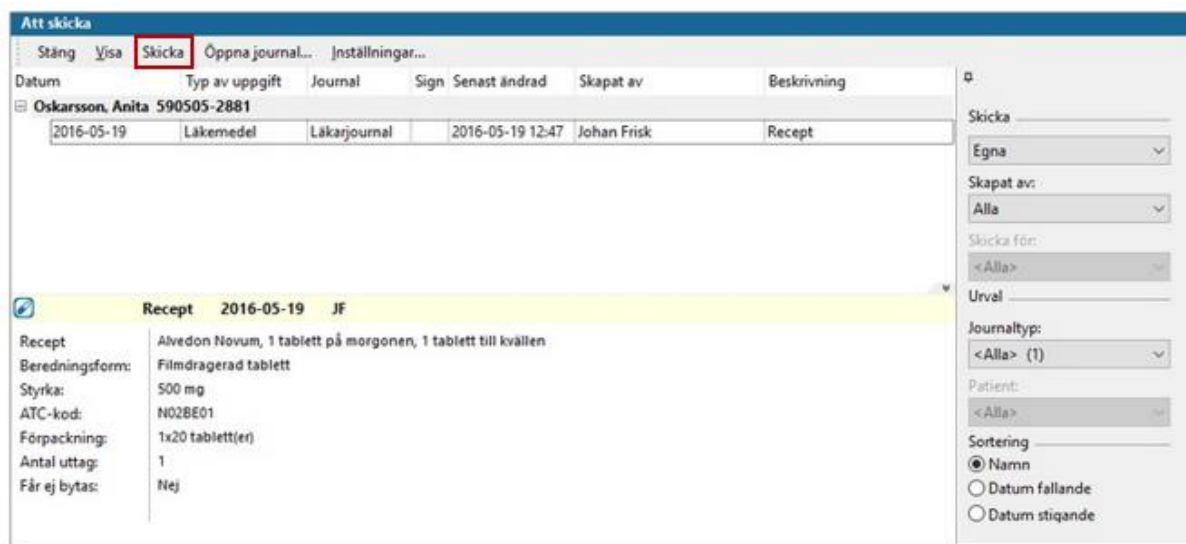 Att skicka
Stäng Visa Skicka Öppna journal... Inställningar...
Datum Typ av uppgift Journal Sign Senast ändrad Skapat av Beskrivning
Oskarsson, Anita 590505-2881
2016-05-19 Läkemedel Läkarjournal 2016-05-19 12:47 Johan Frisk Recept
Recept 2016-05-19 JF
Recept Alvedon Novum, 1 tablett på morgonen, 1 tablett till kvällen
Beredningsform: Filmdragerad tablett
Styrka: 500 mg
ATC-kod: N02BE01
Förpackning: 1x20 tablett(er)
Antal uttag: 1
Får ej bytas: Nej
Skicka
Egna
Skapat av:
Alla
Skicka för:
<Alla>
Urval
Journaltyp:
<Alla> (1)
Patient:
<Alla>
Sortering
Namn
Datum fallande
Datum stigande